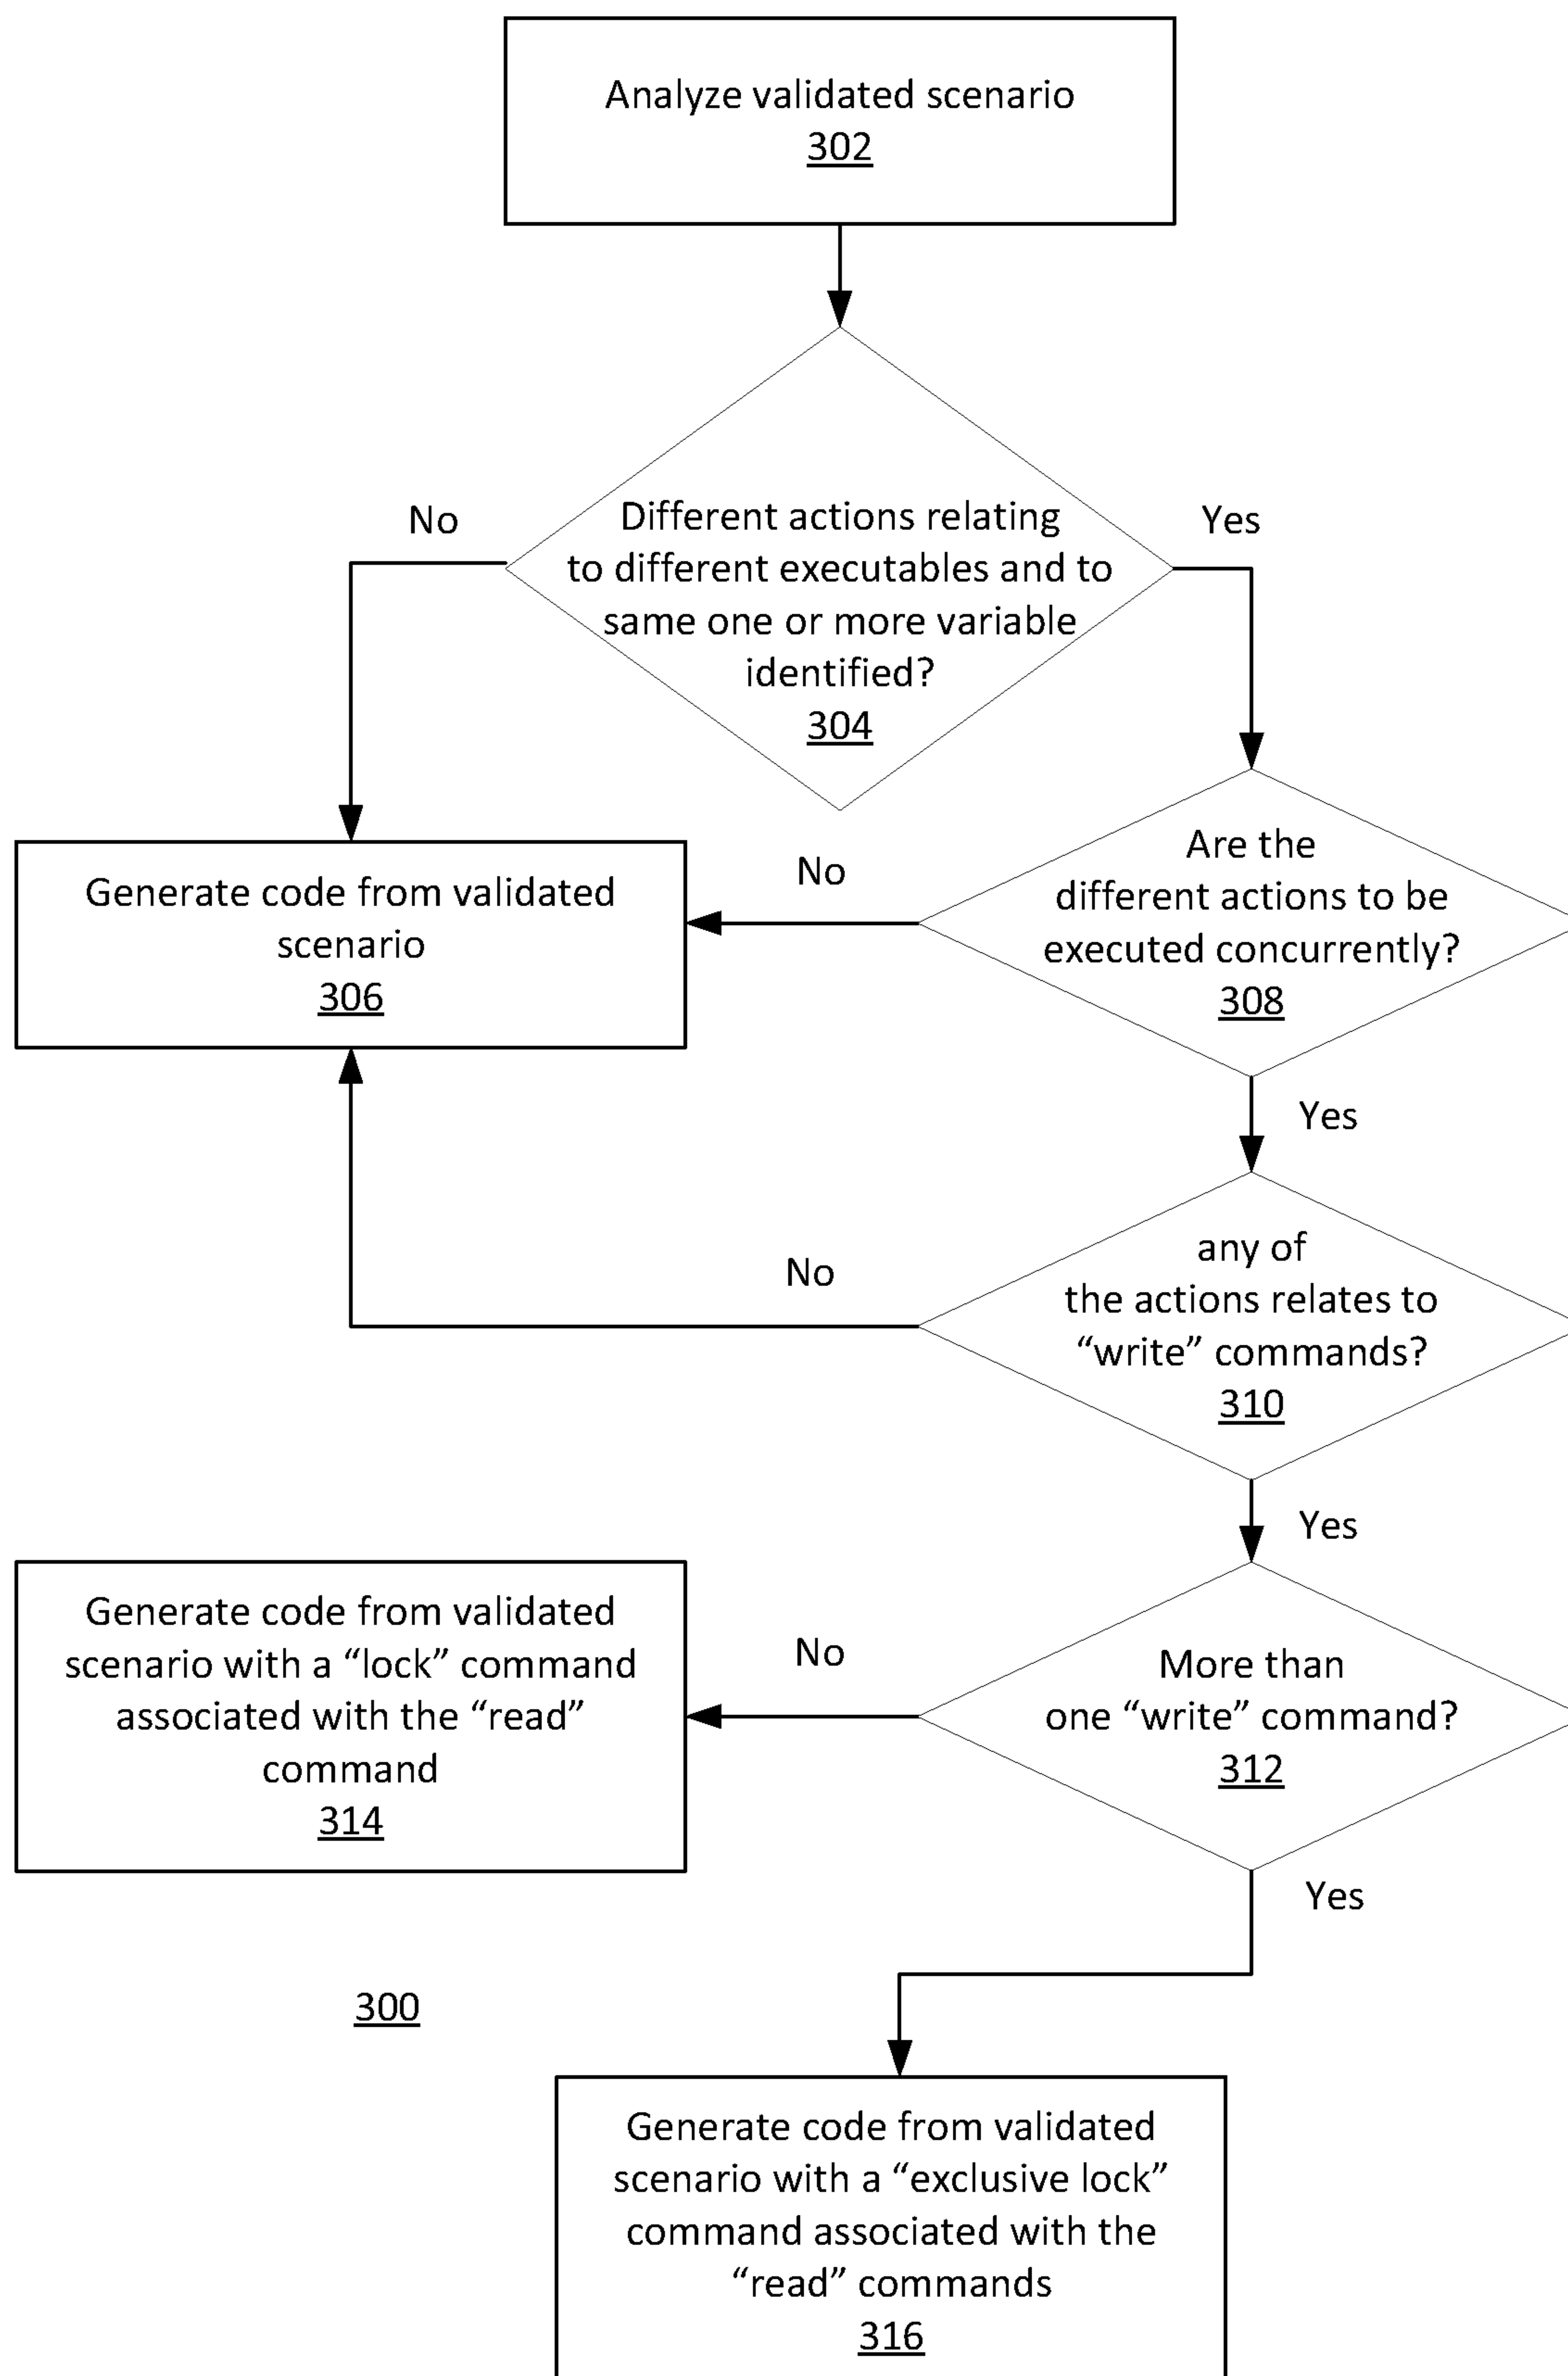 Analyze validated scenario
302
No
Yes
Different actions relating
to different executables and to
same one or more variable
identified?
304
Generate code from validated
scenario
306
No
Are the
different actions to be
executed concurrently?
308
Yes
No
any of
the actions relates to
“write” commands?
310
Yes
Generate code from validated
scenario with a “lock” command
associated with the “read”
command
314
No
More than
one “write” command?
312
Yes
300
Generate code from validated
scenario with a “exclusive lock”
command associated with the
“read” commands
316